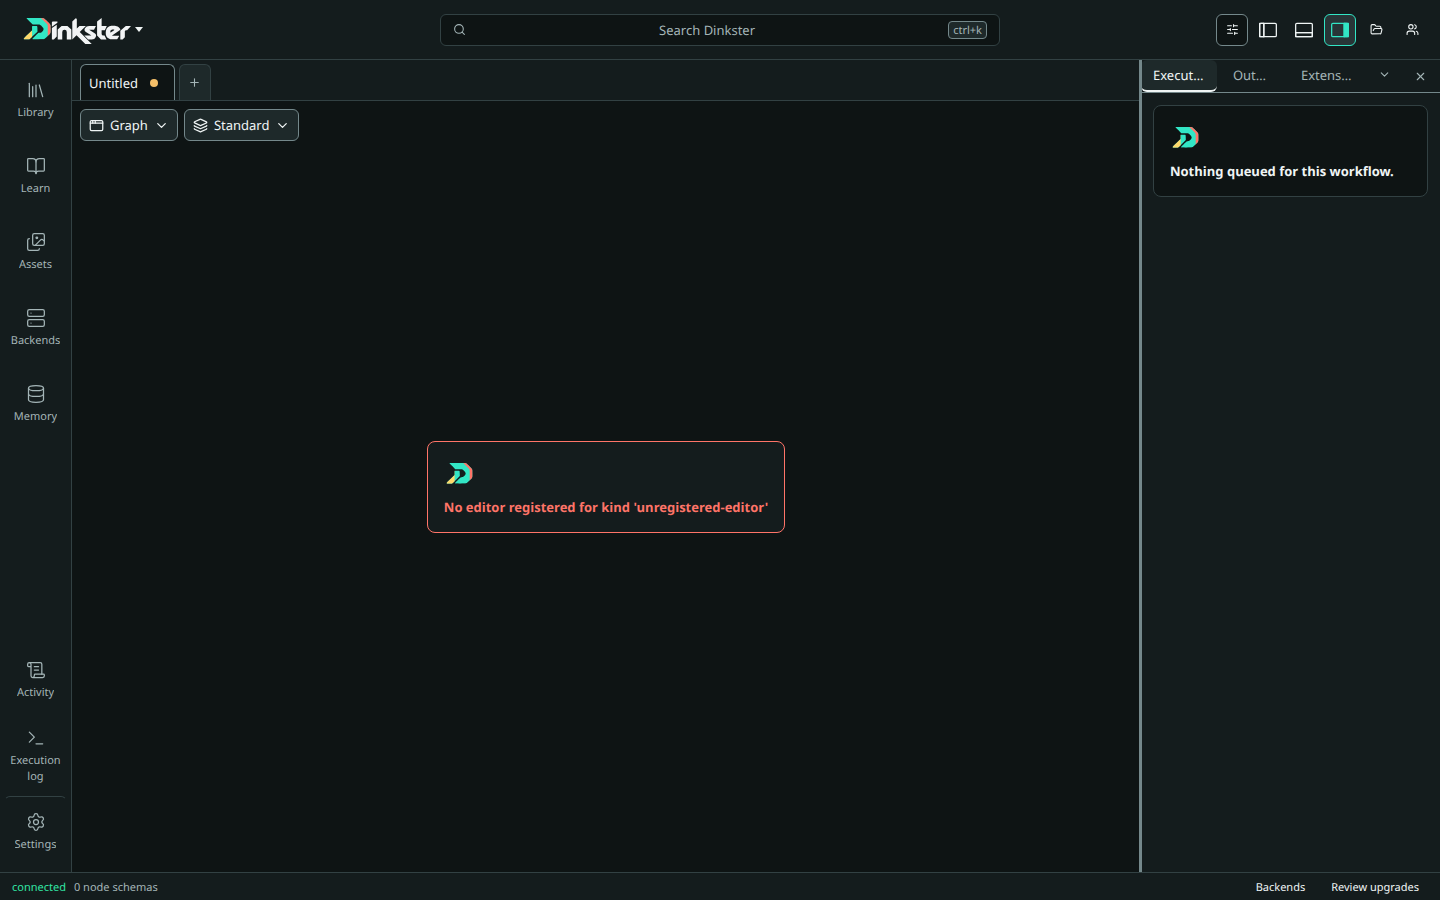 Dinkster
Search Dinkster
ctrl+k
Library
Learn
Assets
Backends
Memory
Activity
Execution
log
Settings
Untitled
Graph
Standard
No editor registered for kind 'unregistered-editor'
Execut...
Out...
Extens...
Nothing queued for this workflow.
connected
0 node schemas
Backends
Review upgrades